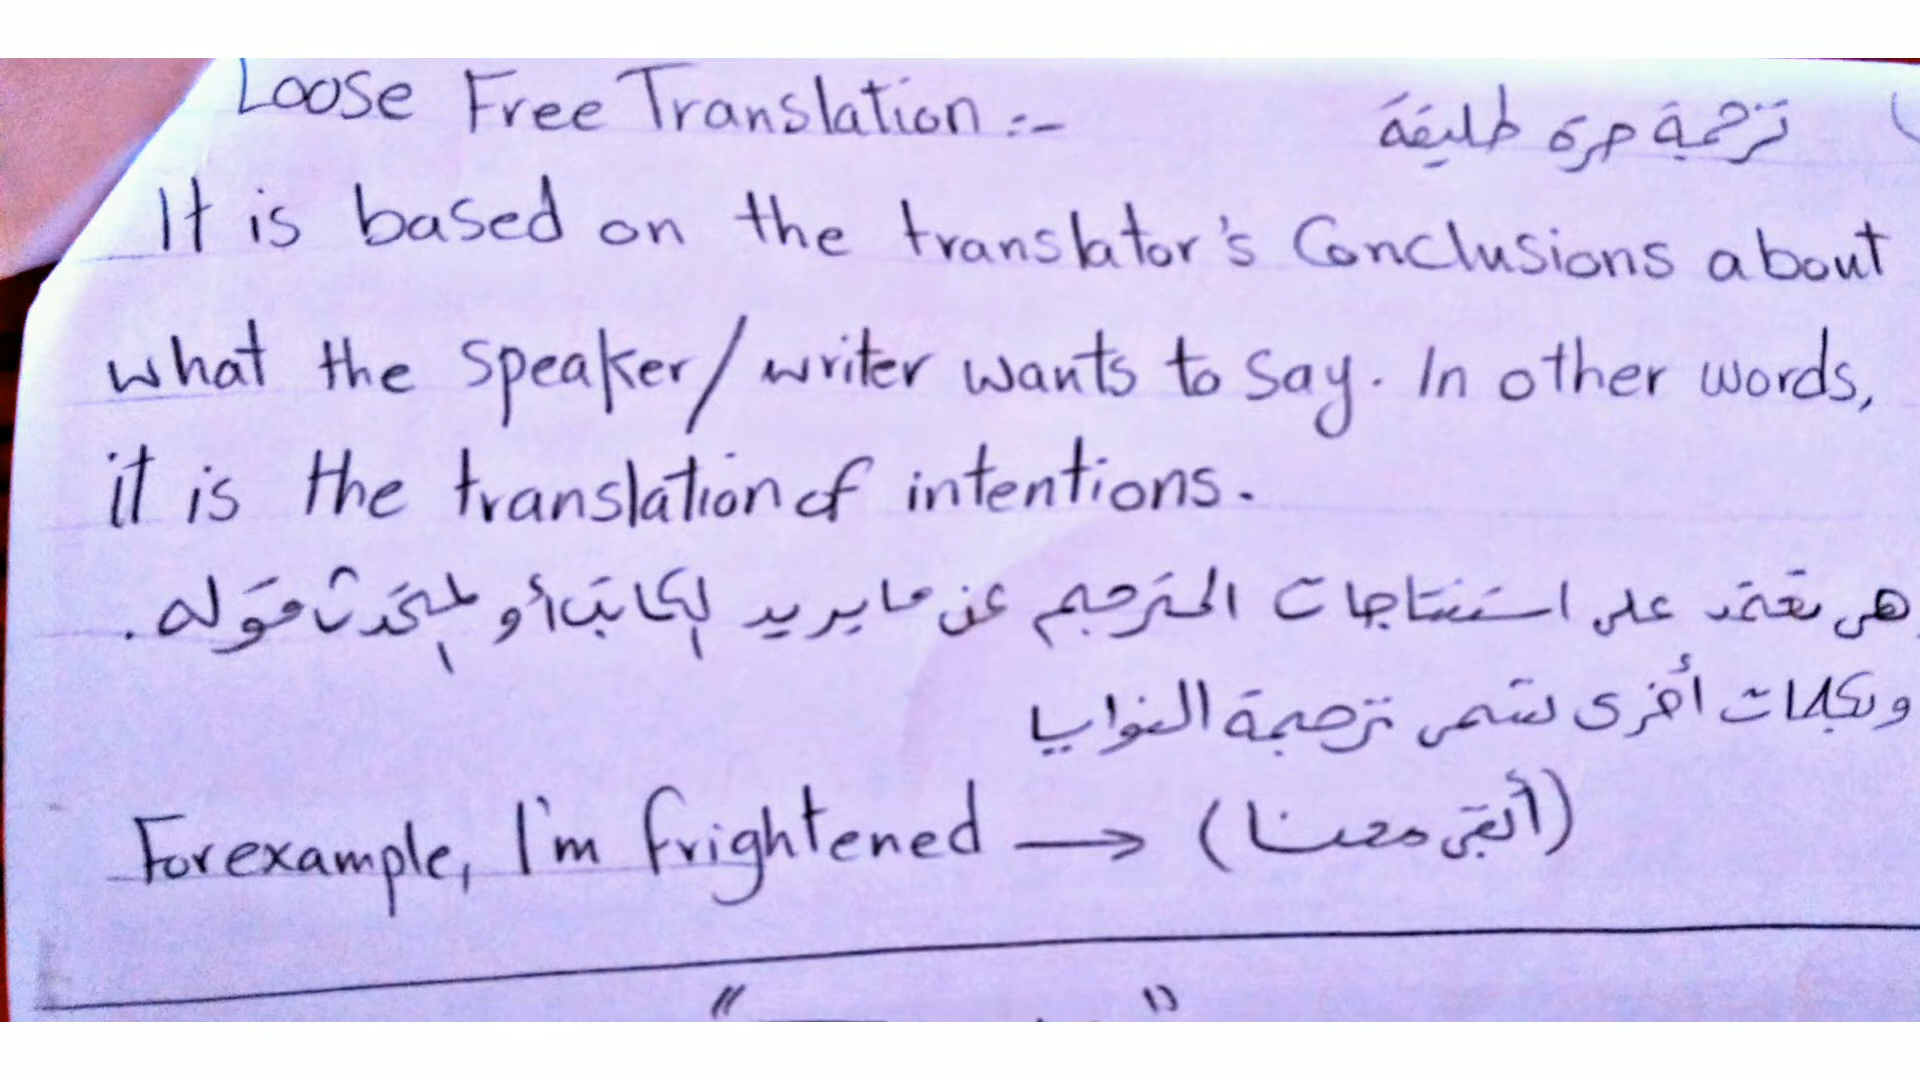 Loose Free Translation :-   ترجمة حرة طليقة
It is based on the translator's Conclusions about
what the speaker/writer wants to say. In other words,
it is the translation of intentions.
هي تعتمد على استنتاجات المترجم عن ما يريد الكاتب أو المتحدث قوله.
وبكلمات أخرى تسمى ترجمة النوايا
For example, I'm frightened → (أبقى معنا)